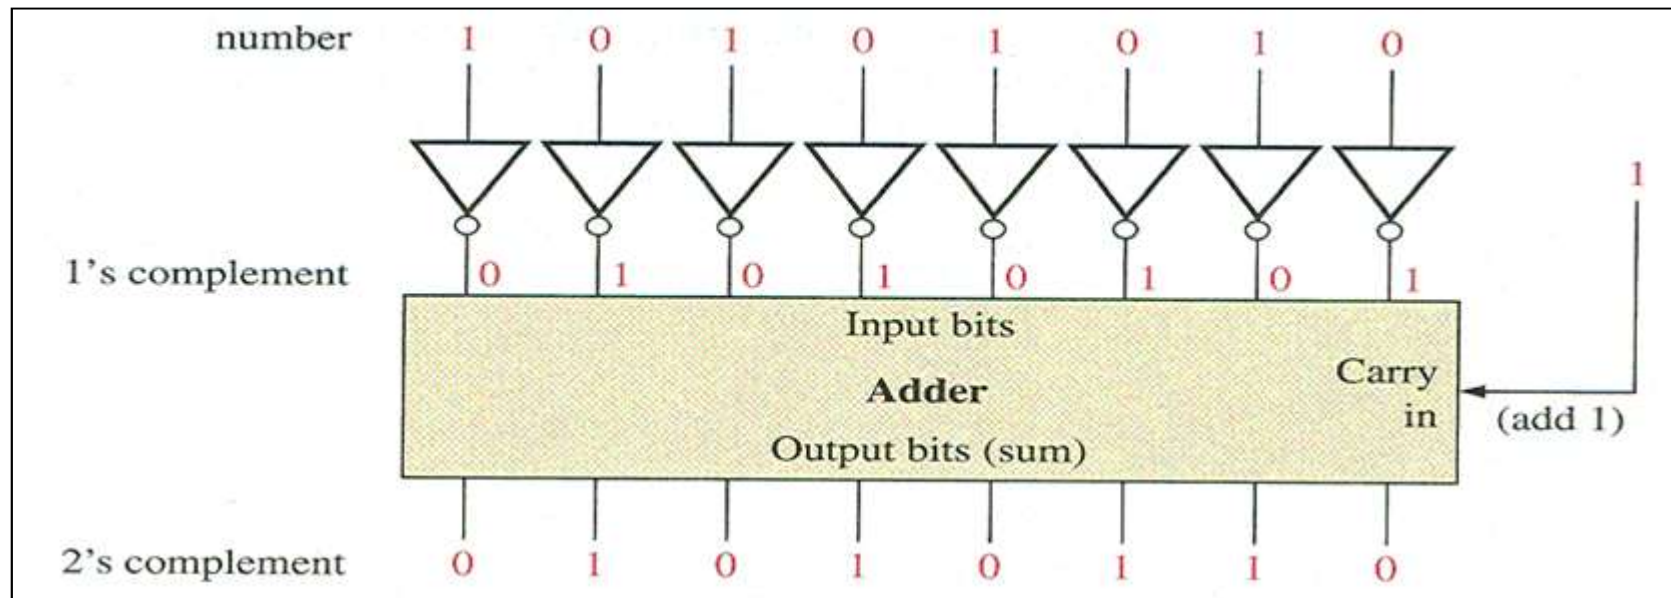 number 1 0 1 0 1 0 1 0
1
1's complement 0 1 0 1 0 1 0 1
Input bits
Adder
Carry
in
(add 1)
Output bits (sum)
2's complement 0 1 0 1 0 1 1 0